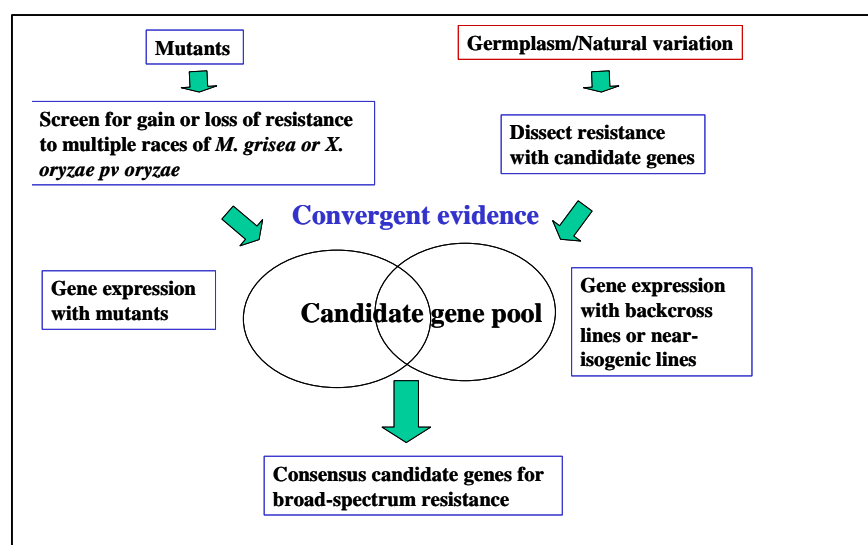 Mutants
Germplasm/Natural variation
Screen for gain or loss of resistance
to multiple races of M. grisea or X.
oryzae pv oryzae
Dissect resistance
with candidate genes
Convergent evidence
Gene expression
with mutants
Candidate gene pool
Gene expression
with backcross
lines or near-
isogenic lines
Consensus candidate genes for
broad-spectrum resistance